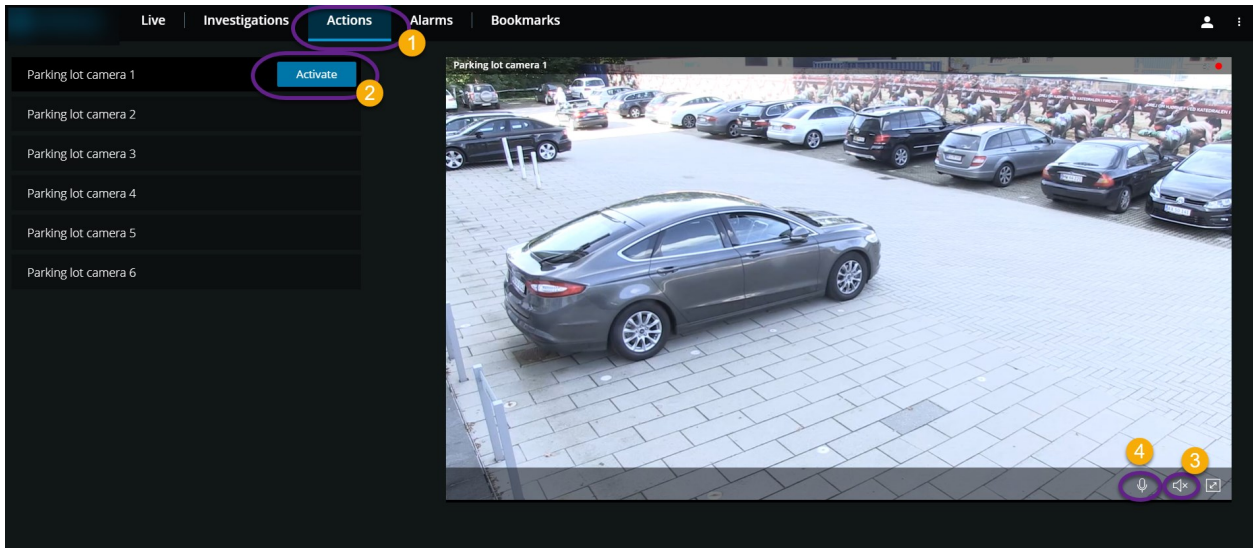 Live Investigations Actions Alarms Bookmarks
1
Parking lot camera 1 Activate
2
Parking lot camera 2
Parking lot camera 3
Parking lot camera 4
Parking lot camera 5
Parking lot camera 6
Parking lot camera 1
4 3